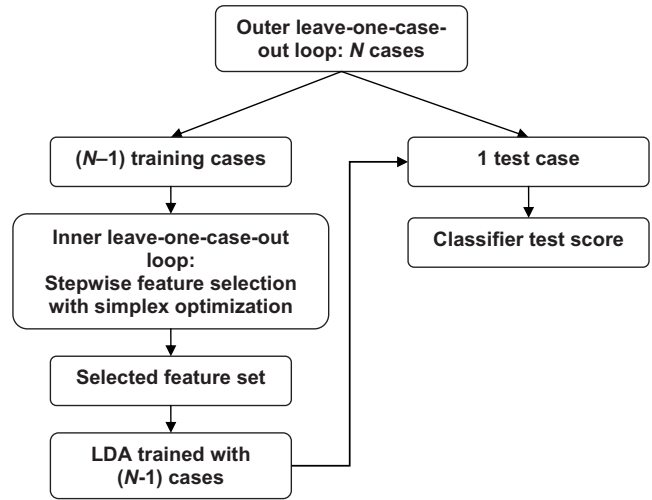 Outer leave-one-case-
out loop: N cases
(N–1) training cases
1 test case
Inner leave-one-case-out
loop:
Stepwise feature selection
with simplex optimization
Classifier test score
Selected feature set
LDA trained with
(N-1) cases